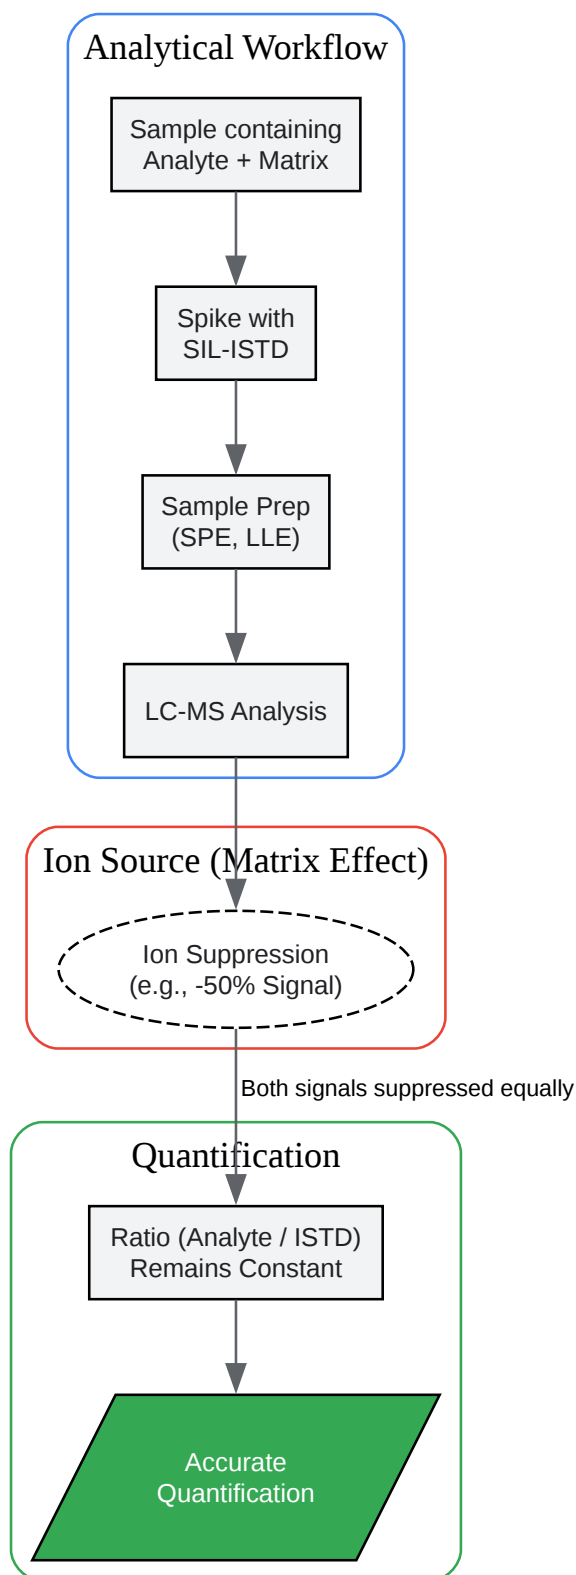 Analytical Workflow
Sample containing
Analyte + Matrix
Spike with
SIL-ISTD
Sample Prep
(SPE, LLE)
LC-MS Analysis
Ion Source (Matrix Effect)
Ion Suppression
(e.g., -50% Signal)
Both signals suppressed equally
Quantification
Ratio (Analyte / ISTD)
Remains Constant
Accurate
Quantification